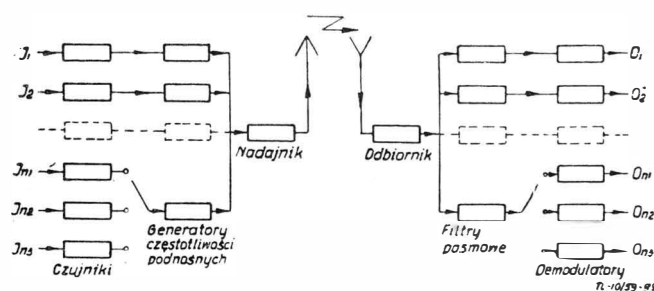 J₁
O₁
J₂
O₂
Nadajnik
Odbiornik
Jn1
On1
Jn2
On2
Generatory
częstotliwości
podnośnych
Filtry
pasmowe
Jn3
On3
Czujniki
Demodulatory